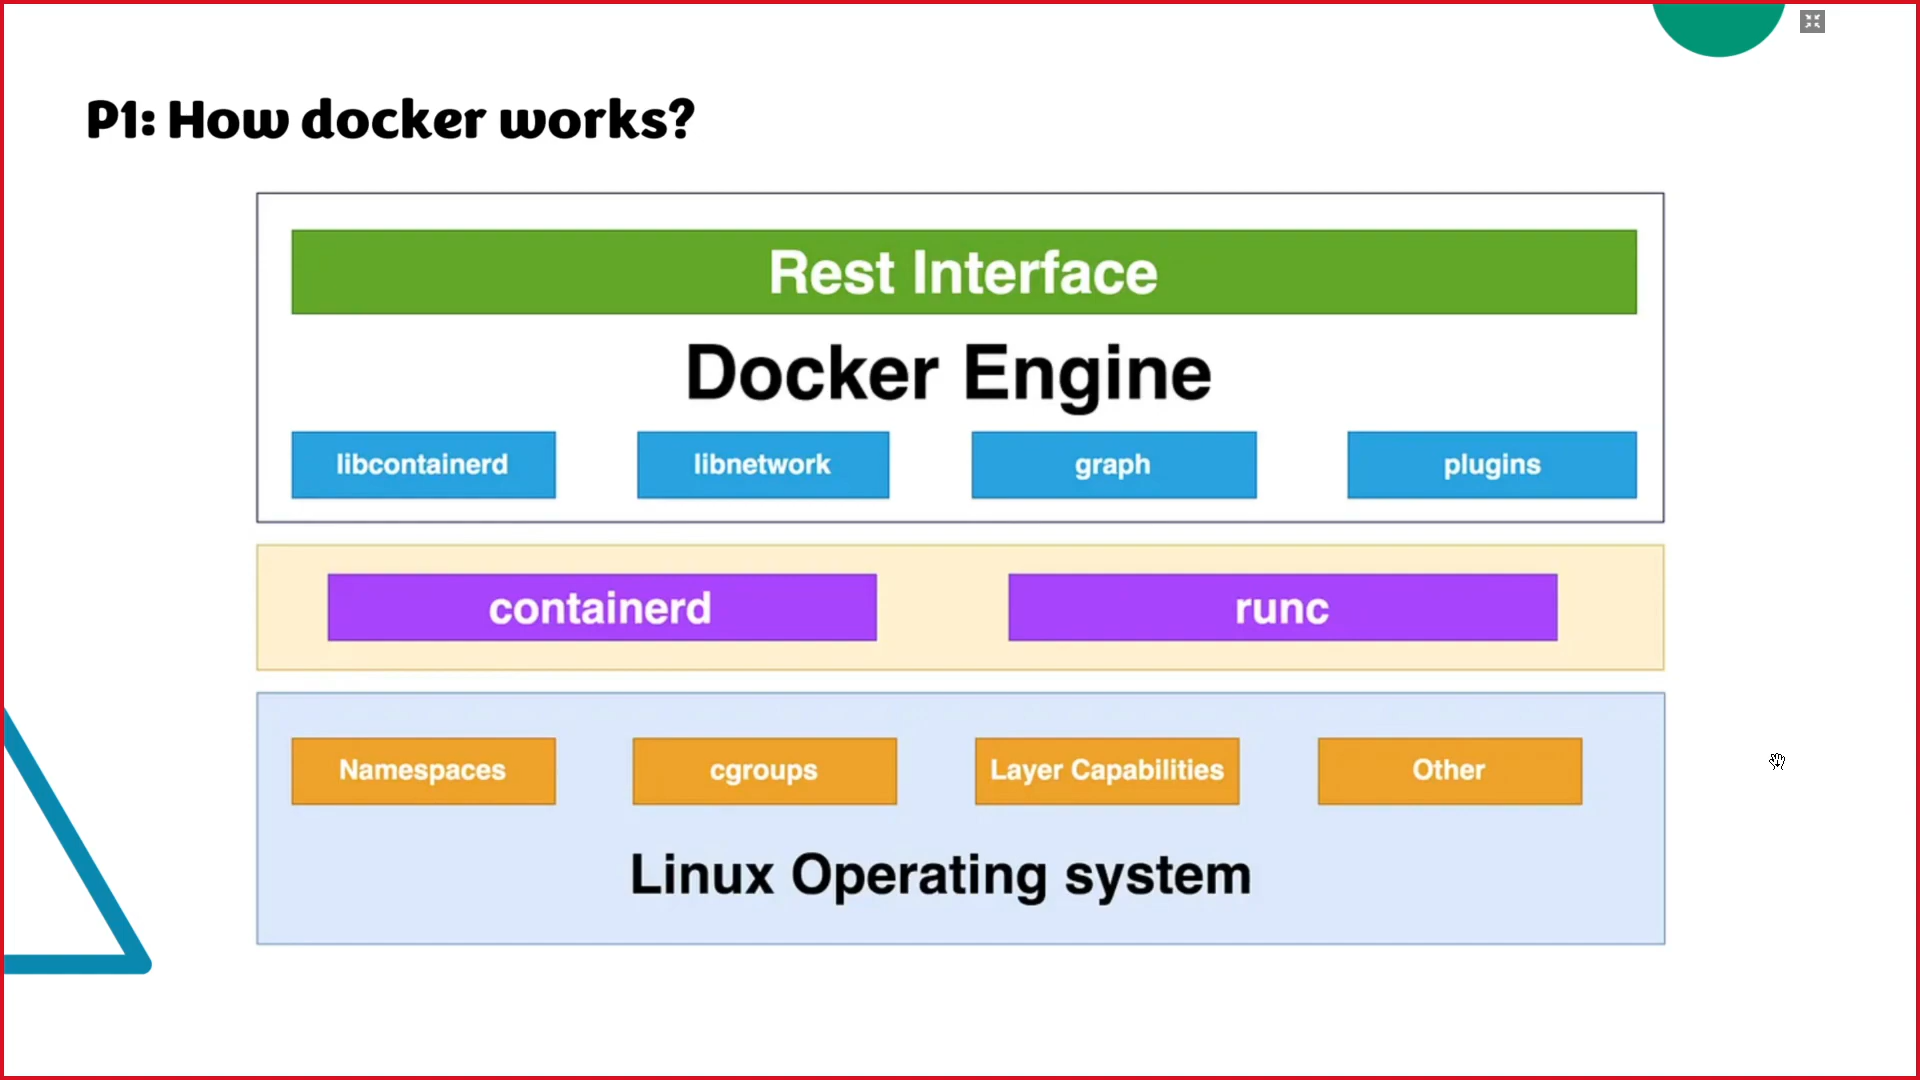 P1: How docker works?
Rest Interface
Docker Engine
libcontainerd
libnetwork
graph
plugins
containerd
runc
Namespaces
cgroups
Layer Capabilities
Other
Linux Operating system